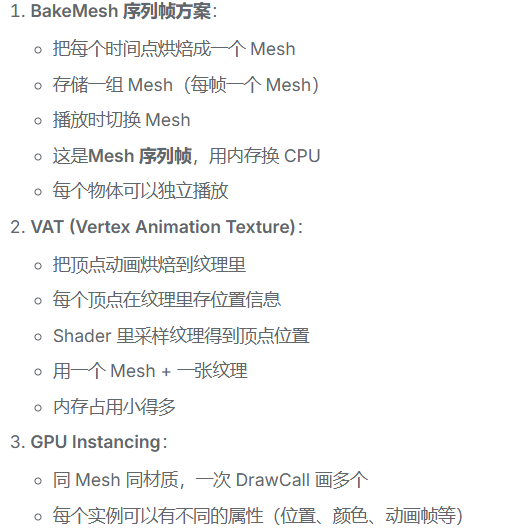 1. BakeMesh 序列帧方案：
○ 把每个时间点烘焙成一个 Mesh
○ 存储一组 Mesh（每帧一个 Mesh）
○ 播放时切换 Mesh
○ 这是Mesh 序列帧，用内存换 CPU
○ 每个物体可以独立播放
2. VAT (Vertex Animation Texture)：
○ 把顶点动画烘焙到纹理里
○ 每个顶点在纹理里存位置信息
○ Shader 里采样纹理得到顶点位置
○ 用一个 Mesh + 一张纹理
○ 内存占用小得多
3. GPU Instancing：
○ 同 Mesh 同材质，一次 DrawCall 画多个
○ 每个实例可以有不同的属性（位置、颜色、动画帧等）